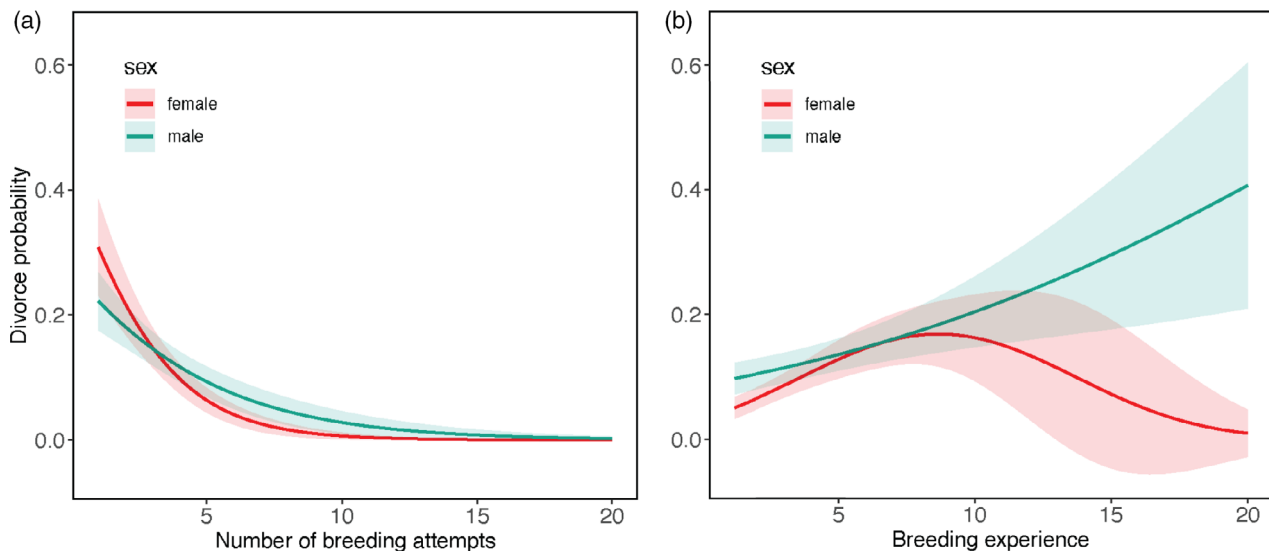 (a)
sex
female
male
Divorce probability
0.6
0.4
0.2
0.0
5
10
15
20
Number of breeding attempts
(b)
sex
female
male
0.6
0.4
0.2
0.0
5
10
15
20
Breeding experience